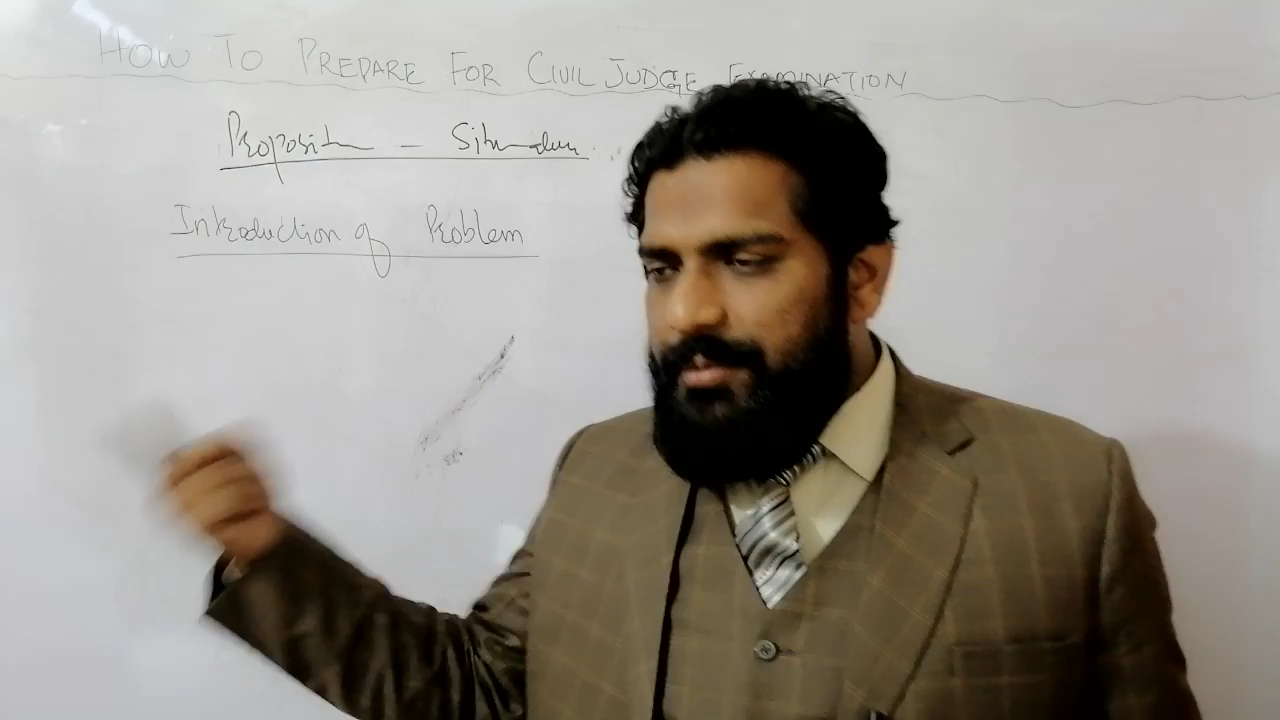 HOW TO PREPARE FOR CIVIL JUDGE EXAMINATION
Proposition - Situation
Introduction of Problem